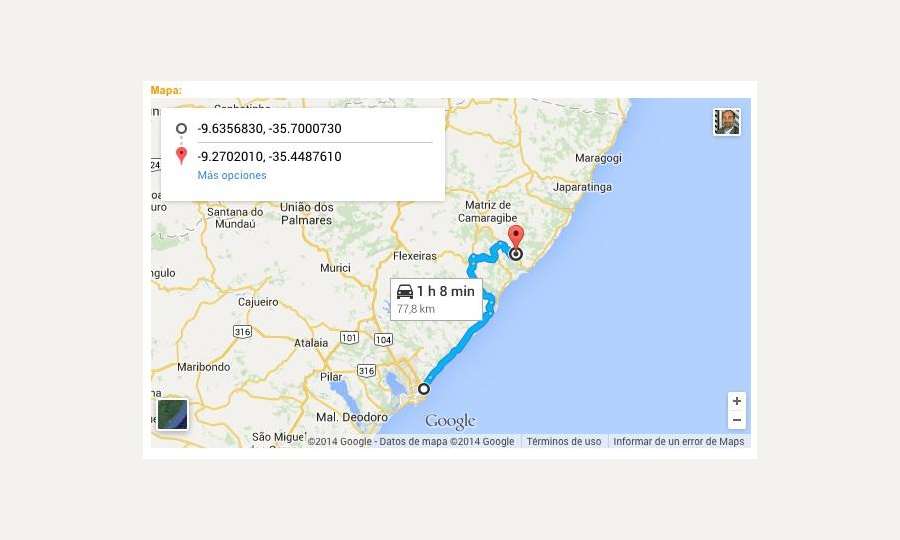 Mapa:
-9.6356830, -35.7000730
-9.2702010, -35.4487610
Más opciones
Maragogi
Japaratinga
Matriz de
Camaragibe
União dos
Palmares
Santana do
Mundaú
Flexeiras
Murici
Cajueiro
1 h 8 min
77,8 km
316
101
104
Atalaia
316
Maribondo
Pilar
Mal. Deodoro
Google
São Migue
©2014 Google - Datos de mapa ©2014 Google
Términos de uso
Informar de un error de Maps